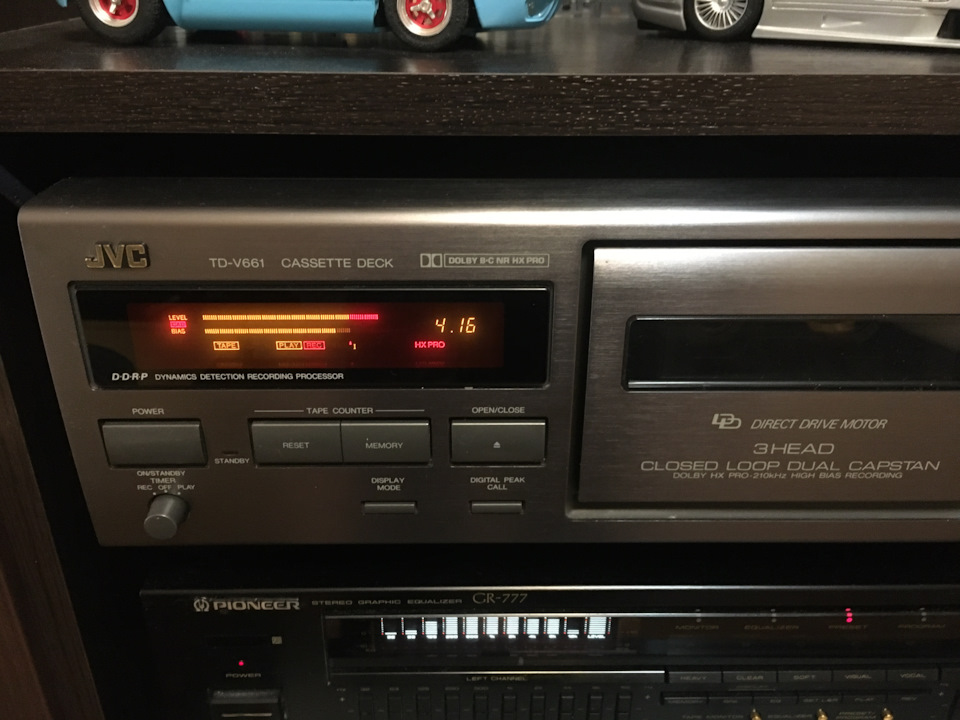 JVC
TD-V661 CASSETTE DECK DOLBY B·C NR HX PRO
LEVEL
BIAS
4.16
TAPE PLAY REC HX PRO
D·D·R·P DYNAMICS DETECTION RECORDING PROCESSOR
POWER TAPE COUNTER OPEN/CLOSE
RESET MEMORY
STANDBY
ON/STANDBY
TIMER
REC OFF PLAY
DISPLAY
MODE
DIGITAL PEAK
CALL
DD DIRECT DRIVE MOTOR
3HEAD
CLOSED LOOP DUAL CAPSTAN
DOLBY HX PRO·210kHz HIGH BIAS RECORDING
PIONEER STEREO GRAPHIC EQUALIZER GR-777
MONITOR EQUALIZER PRESET PROGRAM
POWER
LEFT CHANNEL
HEAVY CLEAR SOFT VISUAL VOCAL